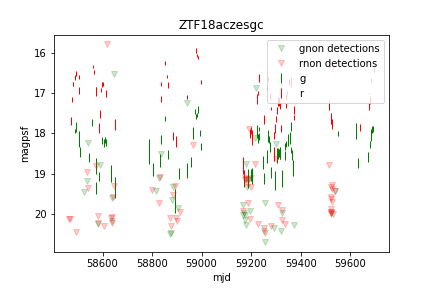 ZTF18aczesgc
gnon detections
rnon detections
g
r
magpsf
16
17
18
19
20
58600 58800 59000 59200 59400 59600
mjd